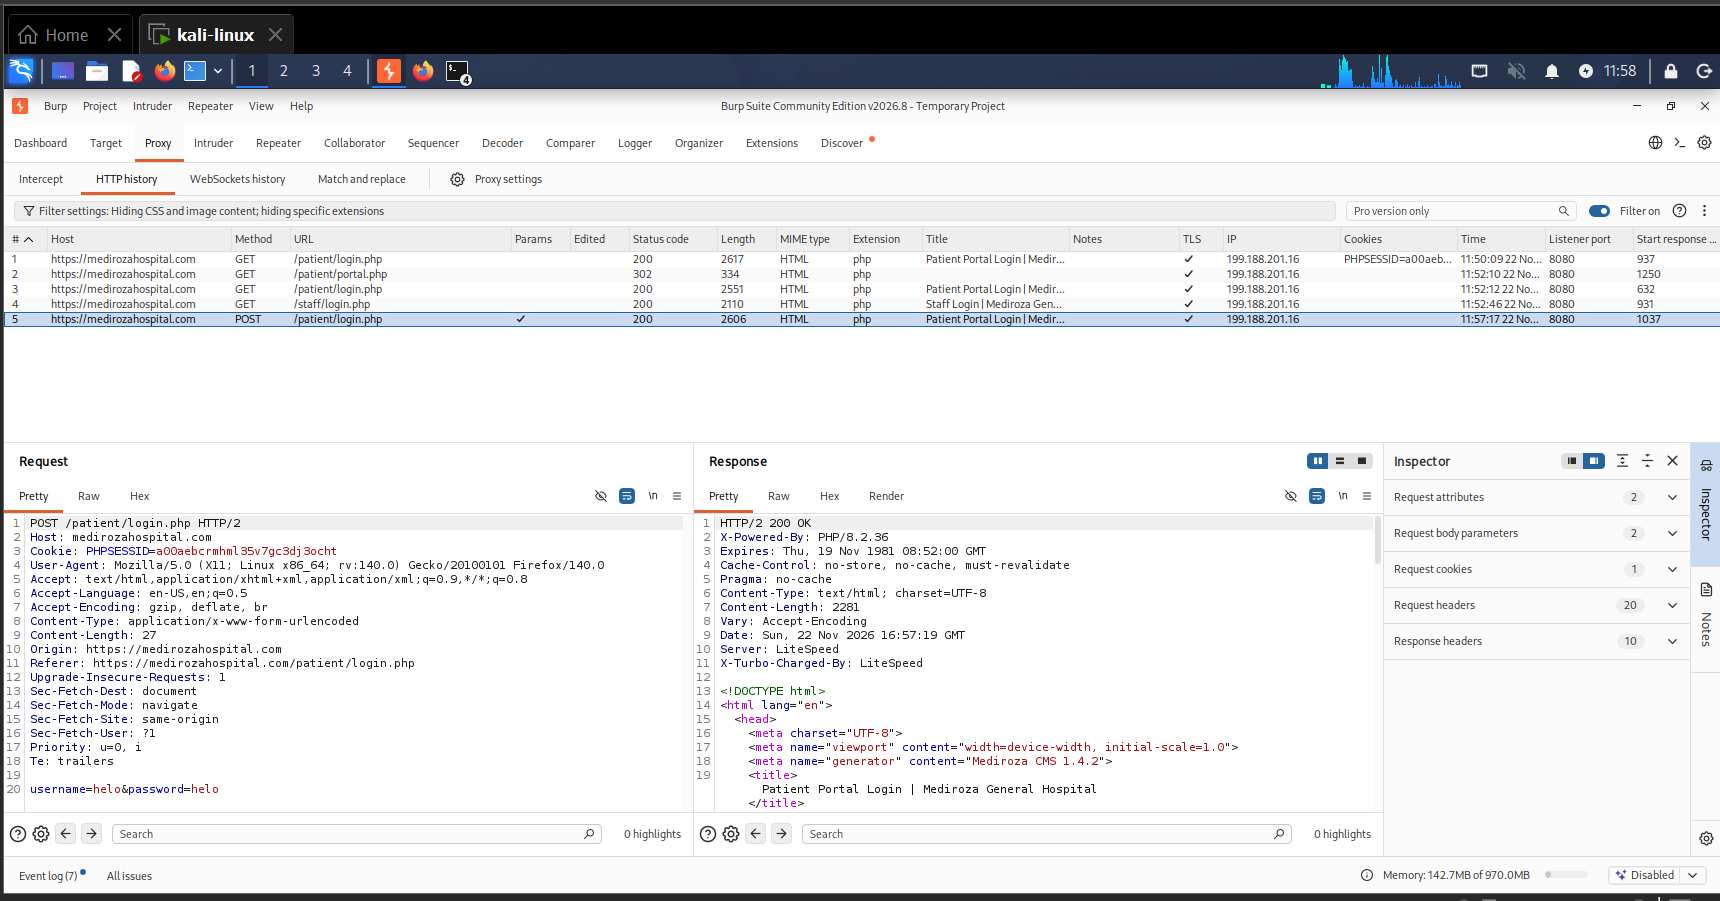 Home
kali-linux
1 2 3 4
4
11:58
Burp Project Intruder Repeater View Help
Burp Suite Community Edition v2026.8 - Temporary Project
Dashboard Target Proxy Intruder Repeater Collaborator Sequencer Decoder Comparer Logger Organizer Extensions Discover
Intercept HTTP history WebSockets history Match and replace Proxy settings
Filter settings: Hiding CSS and image content; hiding specific extensions
Pro version only
Filter on
# Host Method URL Params Edited Status code Length MIME type Extension Title Notes TLS IP Cookies Time Listener port Start response ...
1 https://medirozahospital.com GET /patient/login.php 200 2617 HTML php Patient Portal Login | Medir... ✓ 199.188.201.16 PHPSESSID=a00aeb... 11:50:09 22 No... 8080 937
2 https://medirozahospital.com GET /patient/portal.php 302 334 HTML php ✓ 199.188.201.16 11:52:10 22 No... 8080 1250
3 https://medirozahospital.com GET /patient/login.php 200 2551 HTML php Patient Portal Login | Medir... ✓ 199.188.201.16 11:52:12 22 No... 8080 632
4 https://medirozahospital.com GET /staff/login.php 200 2110 HTML php Staff Login | Mediroza Gen... ✓ 199.188.201.16 11:52:46 22 No... 8080 931
5 https://medirozahospital.com POST /patient/login.php ✓ 200 2606 HTML php Patient Portal Login | Medir... ✓ 199.188.201.16 11:57:17 22 No... 8080 1037
Request
Pretty Raw Hex
\n
1 POST /patient/login.php HTTP/2
2 Host: medirozahospital.com
3 Cookie: PHPSESSID=a00aebcrmhml35v7gc3dj3ocht
4 User-Agent: Mozilla/5.0 (X11; Linux x86_64; rv:140.0) Gecko/20100101 Firefox/140.0
5 Accept: text/html,application/xhtml+xml,application/xml;q=0.9,*/*;q=0.8
6 Accept-Language: en-US,en;q=0.5
7 Accept-Encoding: gzip, deflate, br
8 Content-Type: application/x-www-form-urlencoded
9 Content-Length: 27
10 Origin: https://medirozahospital.com
11 Referer: https://medirozahospital.com/patient/login.php
12 Upgrade-Insecure-Requests: 1
13 Sec-Fetch-Dest: document
14 Sec-Fetch-Mode: navigate
15 Sec-Fetch-Site: same-origin
16 Sec-Fetch-User: ?1
17 Priority: u=0, i
18 Te: trailers
19
20 username=helo&password=helo
Search
0 highlights
Response
Pretty Raw Hex Render
\n
1 HTTP/2 200 OK
2 X-Powered-By: PHP/8.2.36
3 Expires: Thu, 19 Nov 1981 08:52:00 GMT
4 Cache-Control: no-store, no-cache, must-revalidate
5 Pragma: no-cache
6 Content-Type: text/html; charset=UTF-8
7 Content-Length: 2281
8 Vary: Accept-Encoding
9 Date: Sun, 22 Nov 2026 16:57:19 GMT
10 Server: LiteSpeed
11 X-Turbo-Charged-By: LiteSpeed
12
13 <!DOCTYPE html>
14 <html lang="en">
15 <head>
16 <meta charset="UTF-8">
17 <meta name="viewport" content="width=device-width, initial-scale=1.0">
18 <meta name="generator" content="Mediroza CMS 1.4.2">
19 <title>
Patient Portal Login | Mediroza General Hospital
</title>
Search
0 highlights
Inspector
Request attributes 2
Request body parameters 2
Request cookies 1
Request headers 20
Response headers 10
Inspector
Notes
Event log (7) All issues
Memory: 142.7MB of 970.0MB
Disabled